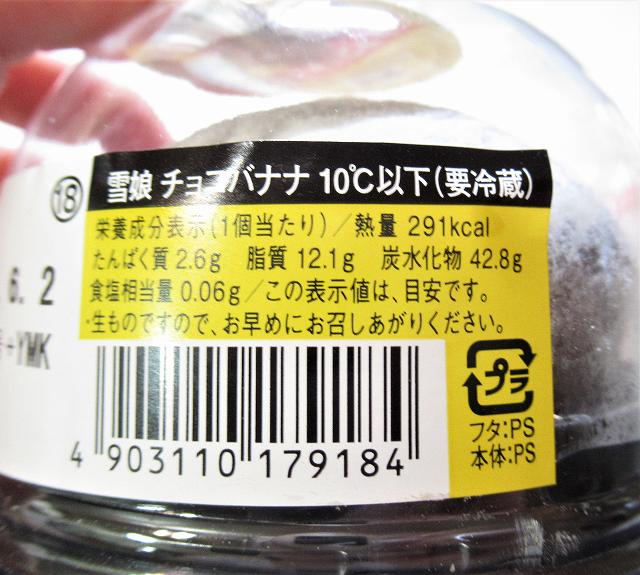 ⑱
雪娘 チョコバナナ 10℃以下(要冷蔵)
栄養成分表示(1個当たり)/熱量 291kcal
たんぱく質 2.6g 脂質 12.1g 炭水化物 42.8g
食塩相当量 0.06g/この表示値は、目安です。
・生ものですので、お早めにお召しあがりください。
6. 2
+YMK
プラ
フタ:PS
本体:PS
4 903110 179184